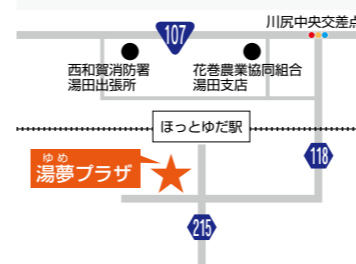 川尻中央交差点
107
西和賀消防署
湯田出張所
花巻農業協同組合
湯田支店
ほっとゆだ駅
118
ゆめ
湯夢プラザ
215